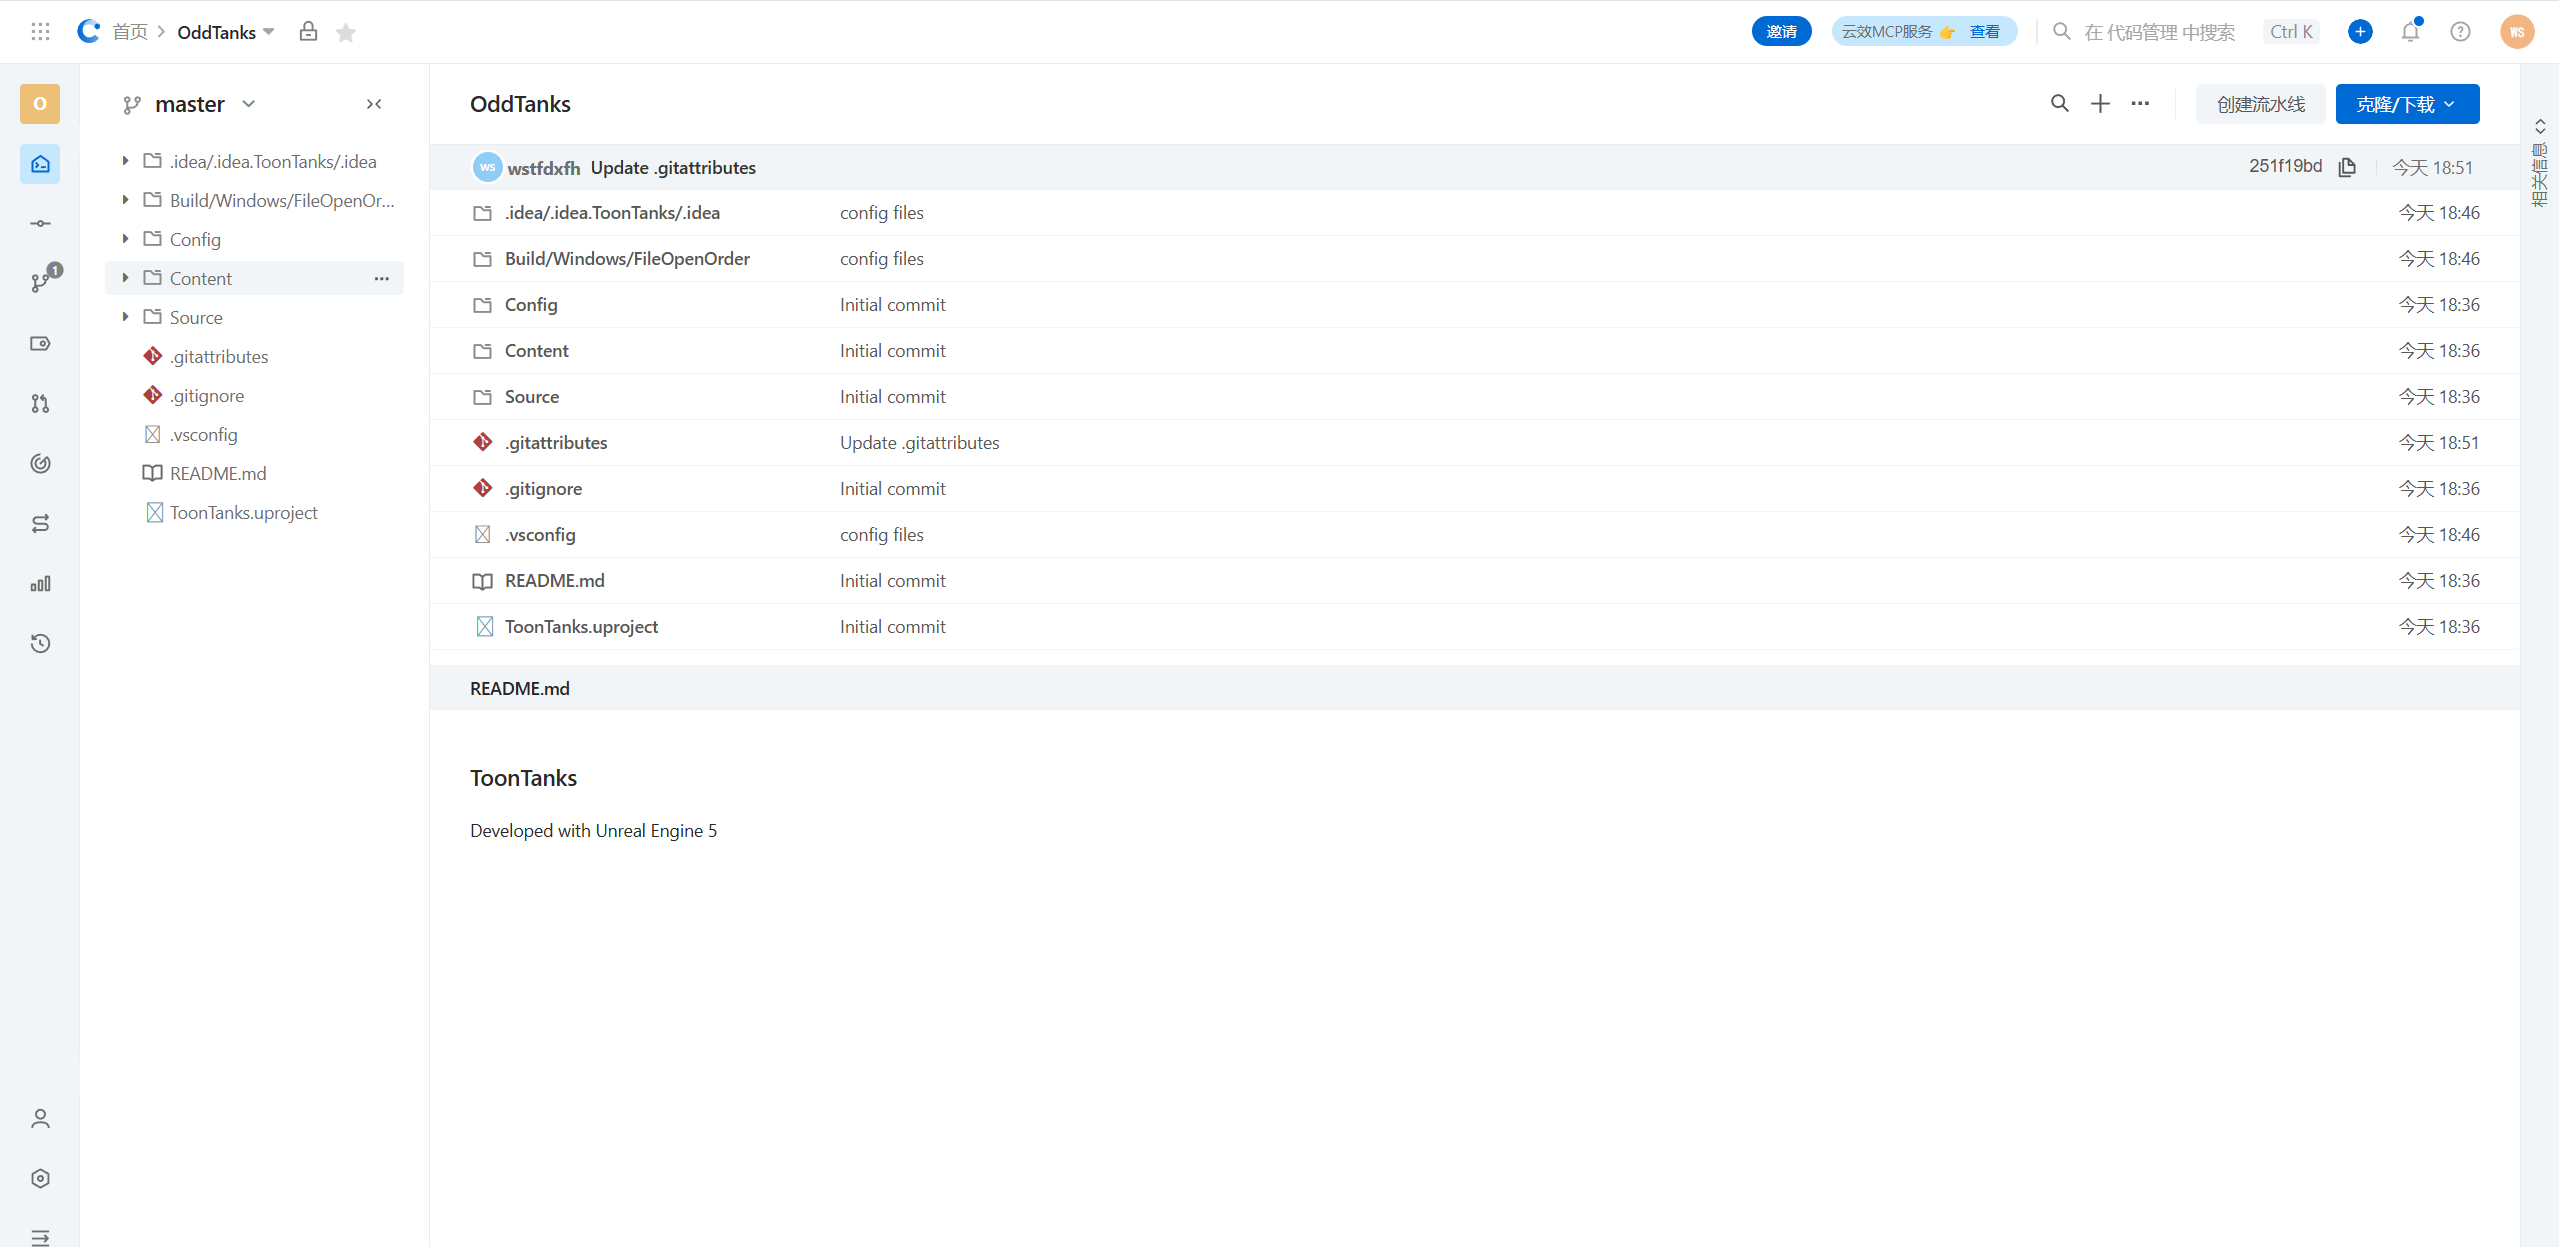 首页 > OddTanks
邀请
云效MCP服务 👉 查看
在 代码管理 中搜索 Ctrl K
WS
O
1
master
.idea/.idea.ToonTanks/.idea
Build/Windows/FileOpenOr...
Config
Content
Source
.gitattributes
.gitignore
.vsconfig
README.md
ToonTanks.uproject
OddTanks
创建流水线
克隆/下载
相关信息
ws wstfdxfh Update .gitattributes 251f19bd 今天 18:51
.idea/.idea.ToonTanks/.idea config files 今天 18:46
Build/Windows/FileOpenOrder config files 今天 18:46
Config Initial commit 今天 18:36
Content Initial commit 今天 18:36
Source Initial commit 今天 18:36
.gitattributes Update .gitattributes 今天 18:51
.gitignore Initial commit 今天 18:36
.vsconfig config files 今天 18:46
README.md Initial commit 今天 18:36
ToonTanks.uproject Initial commit 今天 18:36
README.md
ToonTanks
Developed with Unreal Engine 5